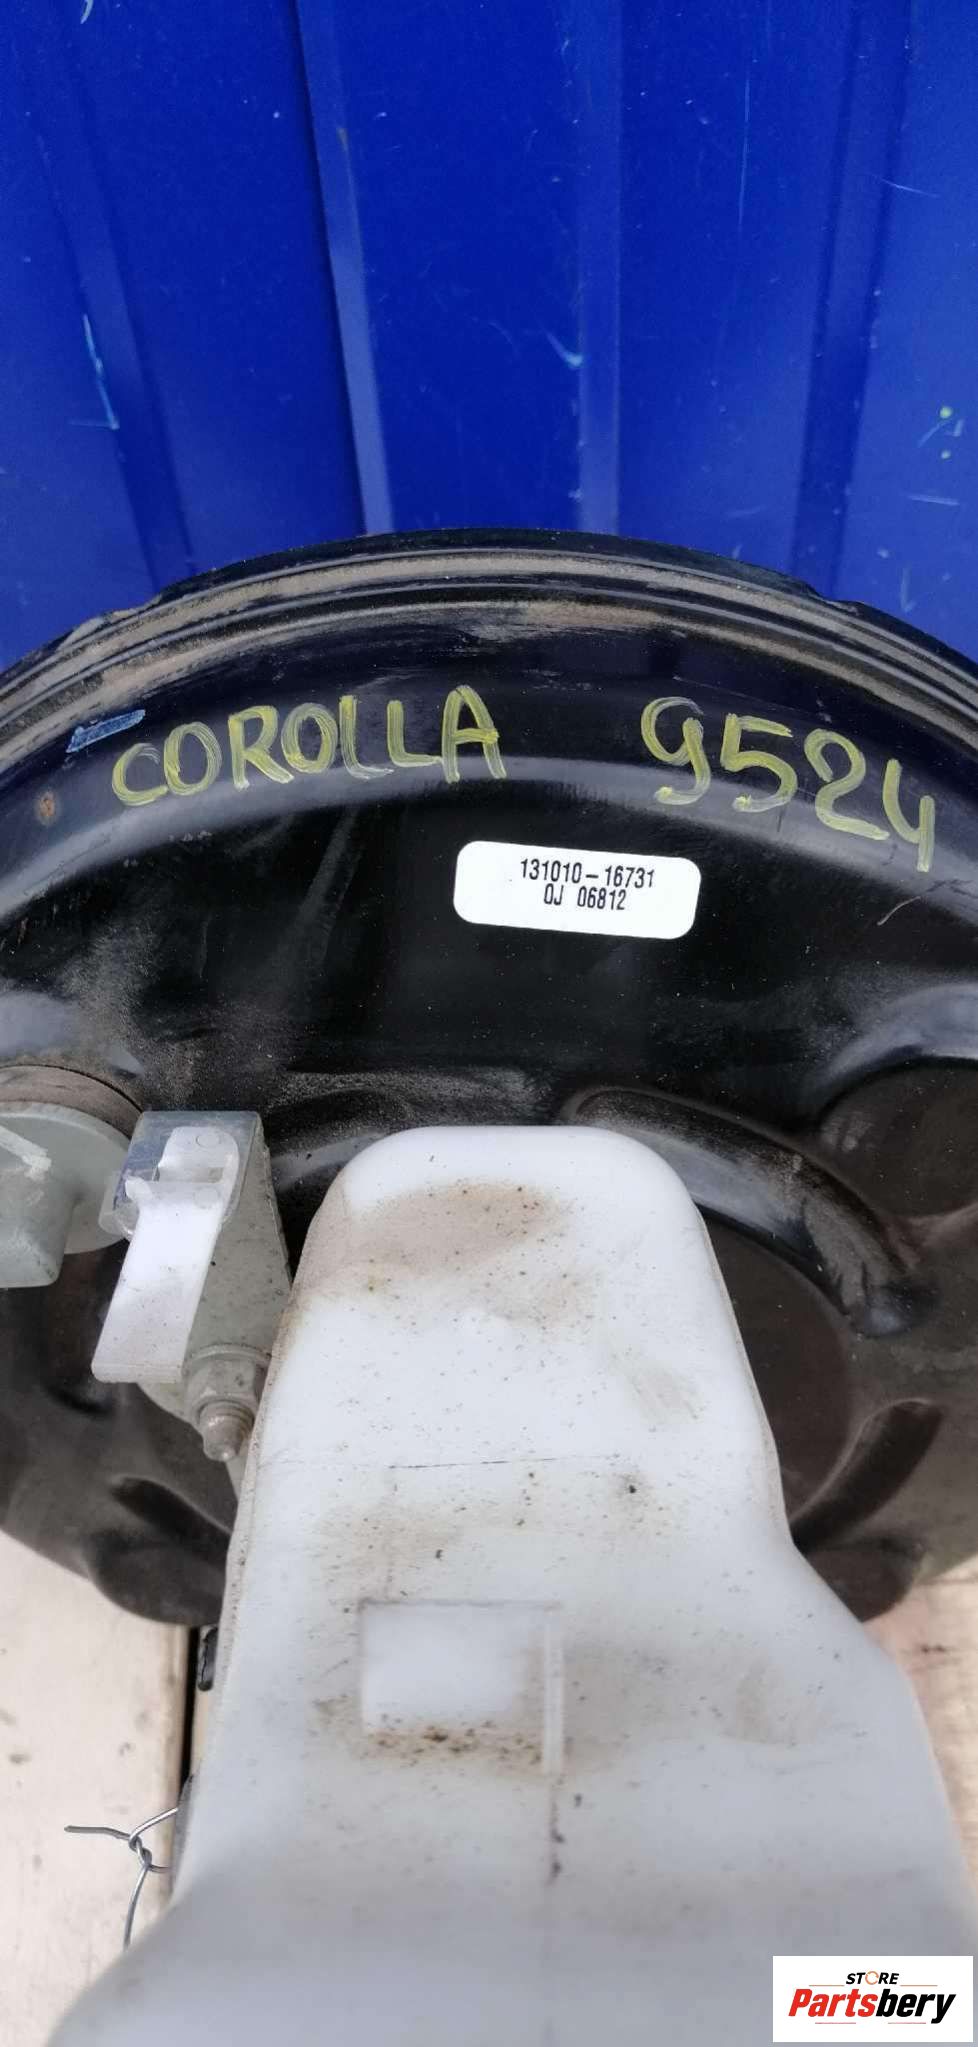 COROLLA 9524
131010-16731
0J 06812
STORE
Partsbery